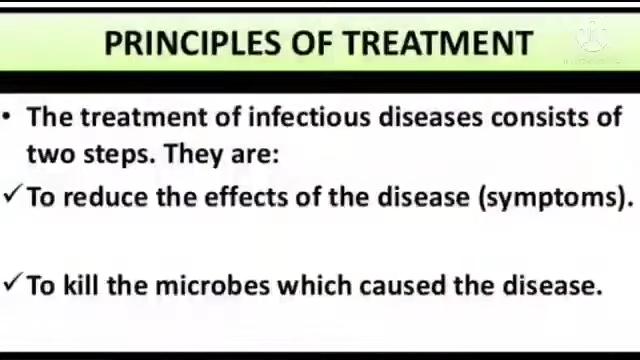 PRINCIPLES OF TREATMENT
• The treatment of infectious diseases consists of
two steps. They are:
✓To reduce the effects of the disease (symptoms).
✓To kill the microbes which caused the disease.